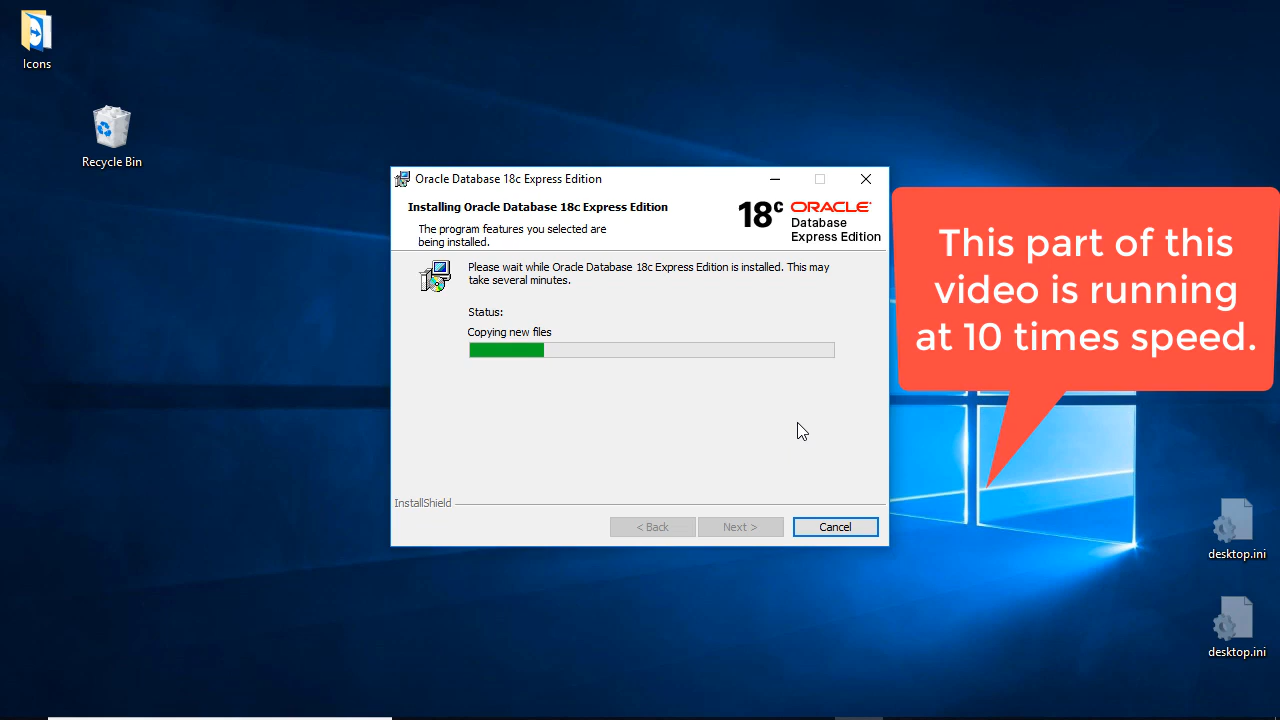 Icons
Recycle Bin
Oracle Database 18c Express Edition
Installing Oracle Database 18c Express Edition
The program features you selected are
being installed.
18c ORACLE
Database
Express Edition
Please wait while Oracle Database 18c Express Edition is installed. This may
take several minutes.
Status:
Copying new files
InstallShield
< Back
Next >
Cancel
This part of this
video is running
at 10 times speed.
desktop.ini
desktop.ini